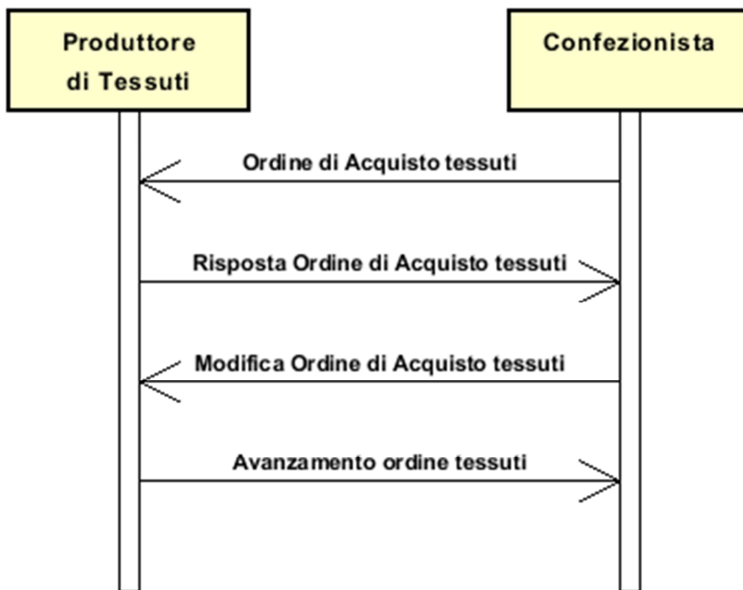 Produttore
di Tessuti
Confezionista
Ordine di Acquisto tessuti
Risposta Ordine di Acquisto tessuti
Modifica Ordine di Acquisto tessuti
Avanzamento ordine tessuti